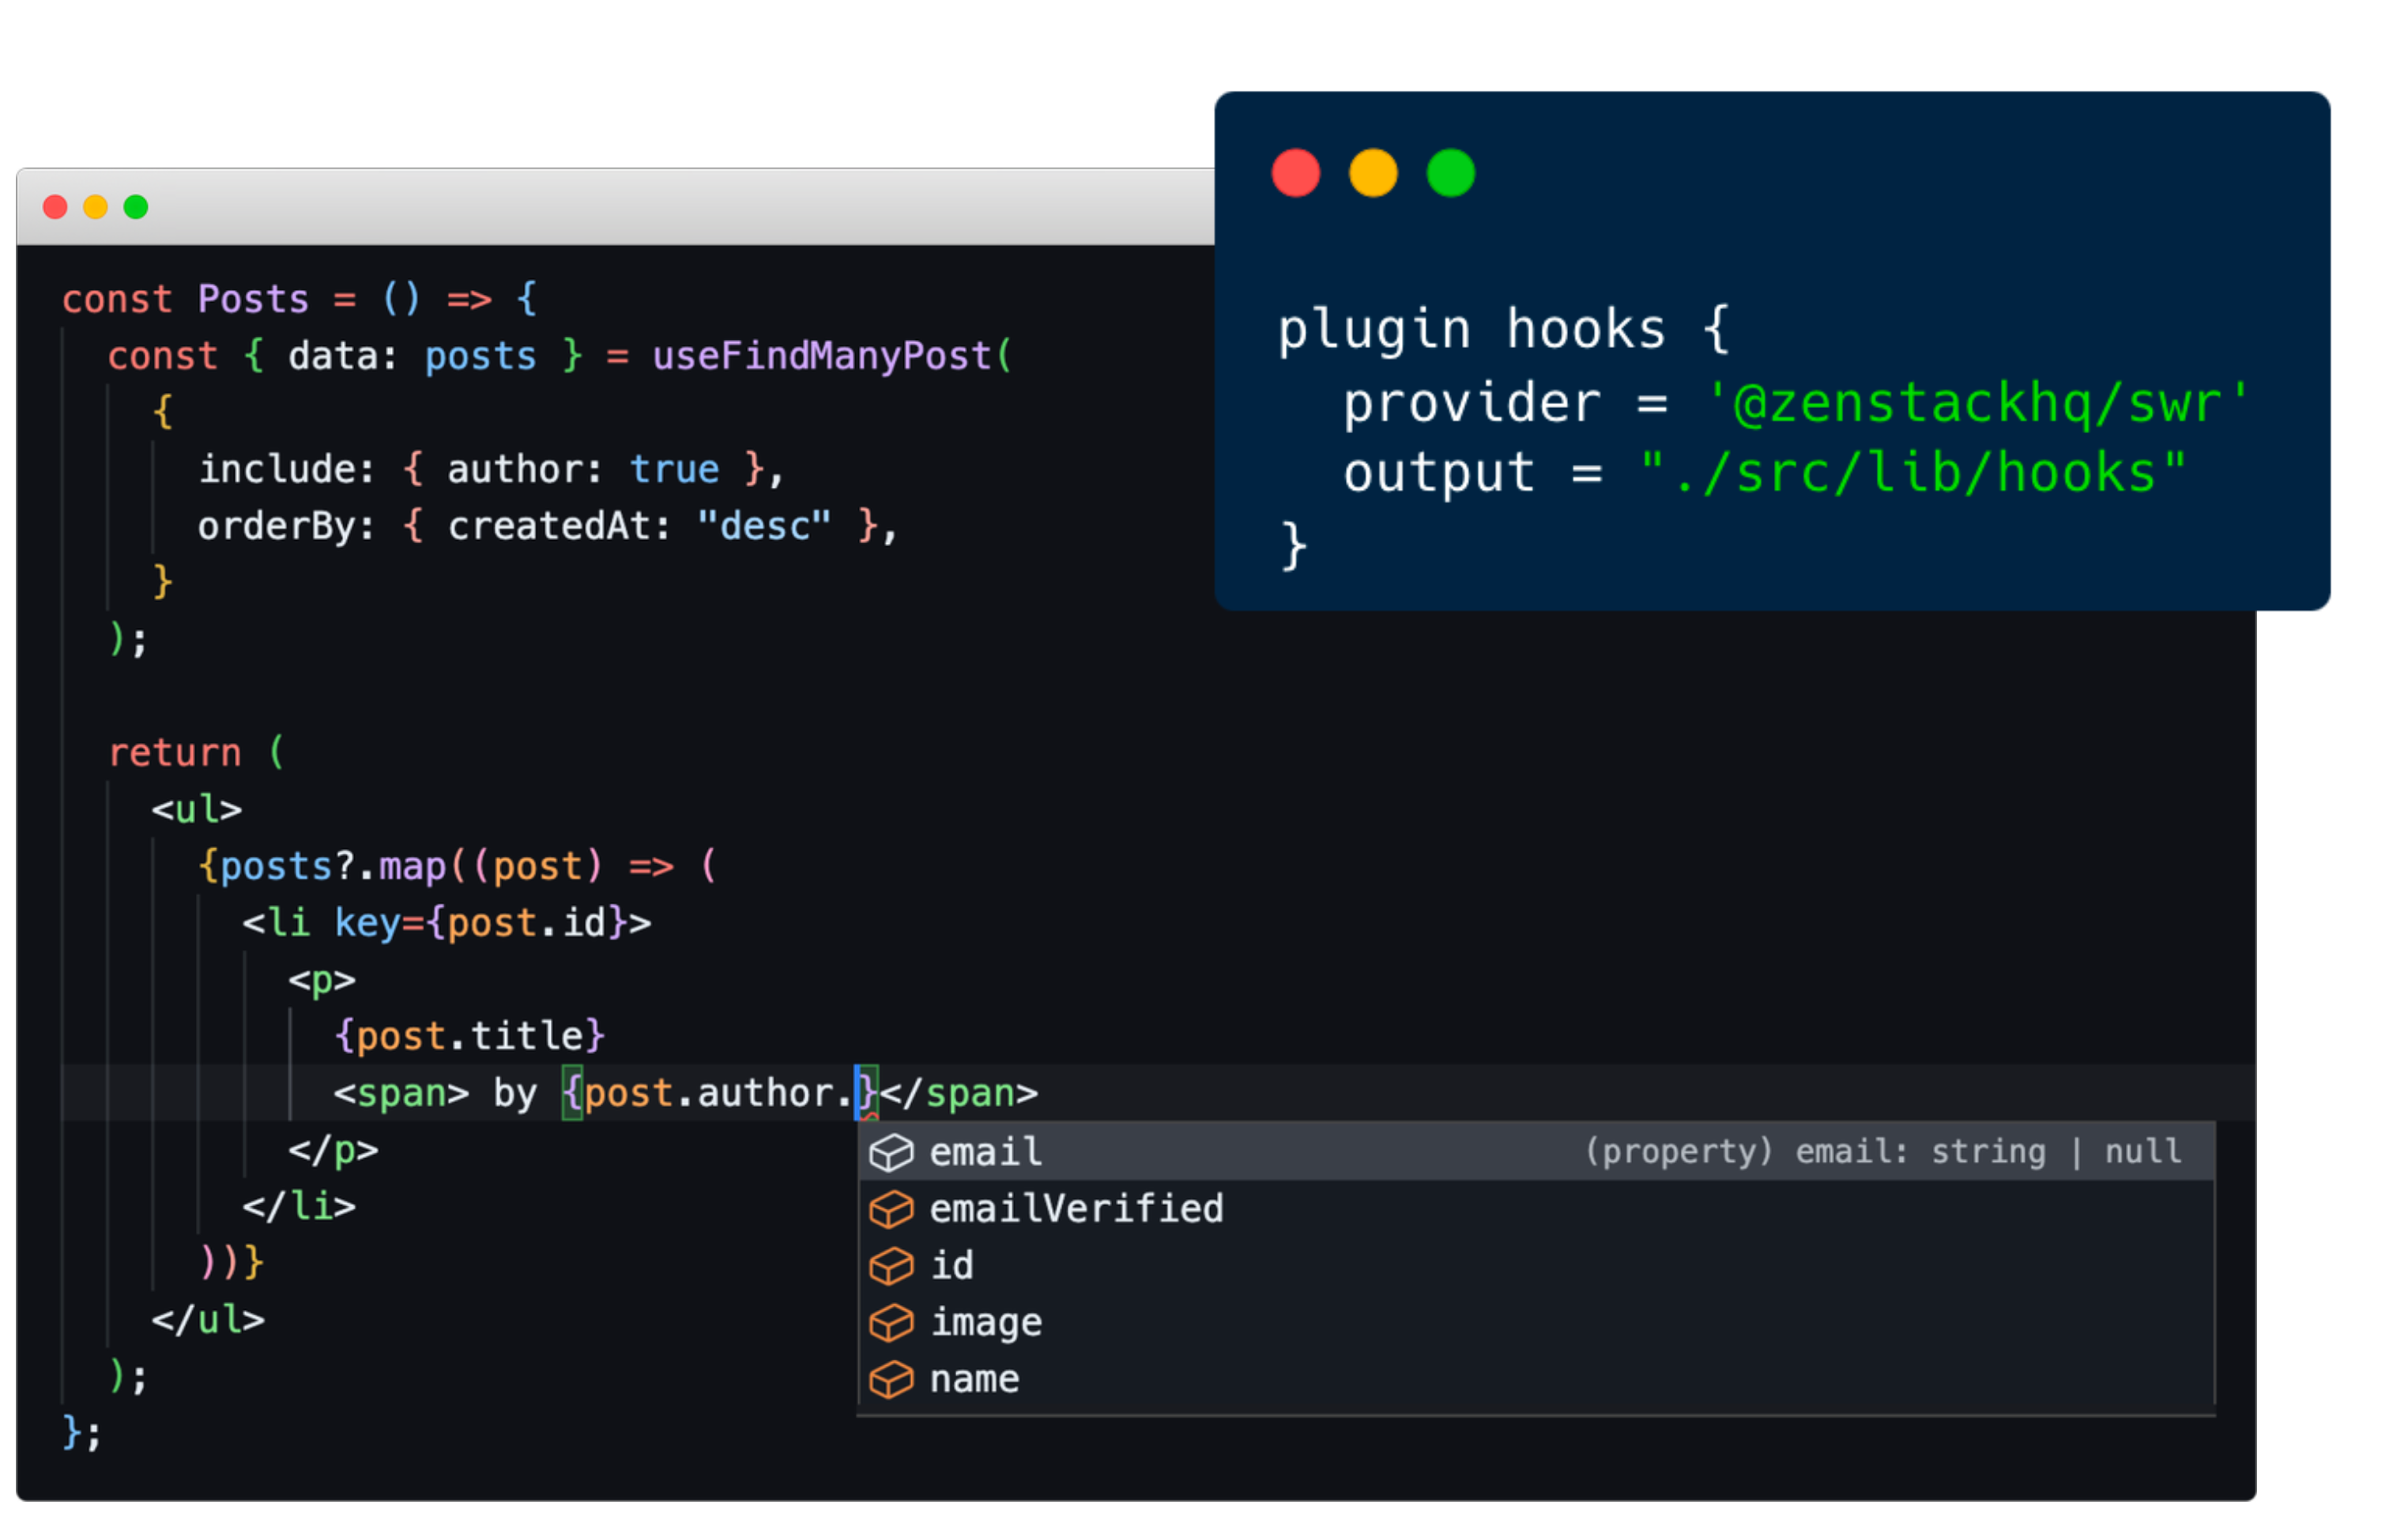 const Posts = () => {
const { data: posts } = useFindManyPost(
{
include: { author: true },
orderBy: { createdAt: "desc" },
}
);
return (
<ul>
{posts?.map((post) => (
<li key={post.id}>
<p>
{post.title}
<span> by {post.author.}</span>
</p>
</li>
))}
</ul>
);
};
email (property) email: string | null
emailVerified
id
image
name
plugin hooks {
provider = '@zenstackhq/swr'
output = "./src/lib/hooks"
}